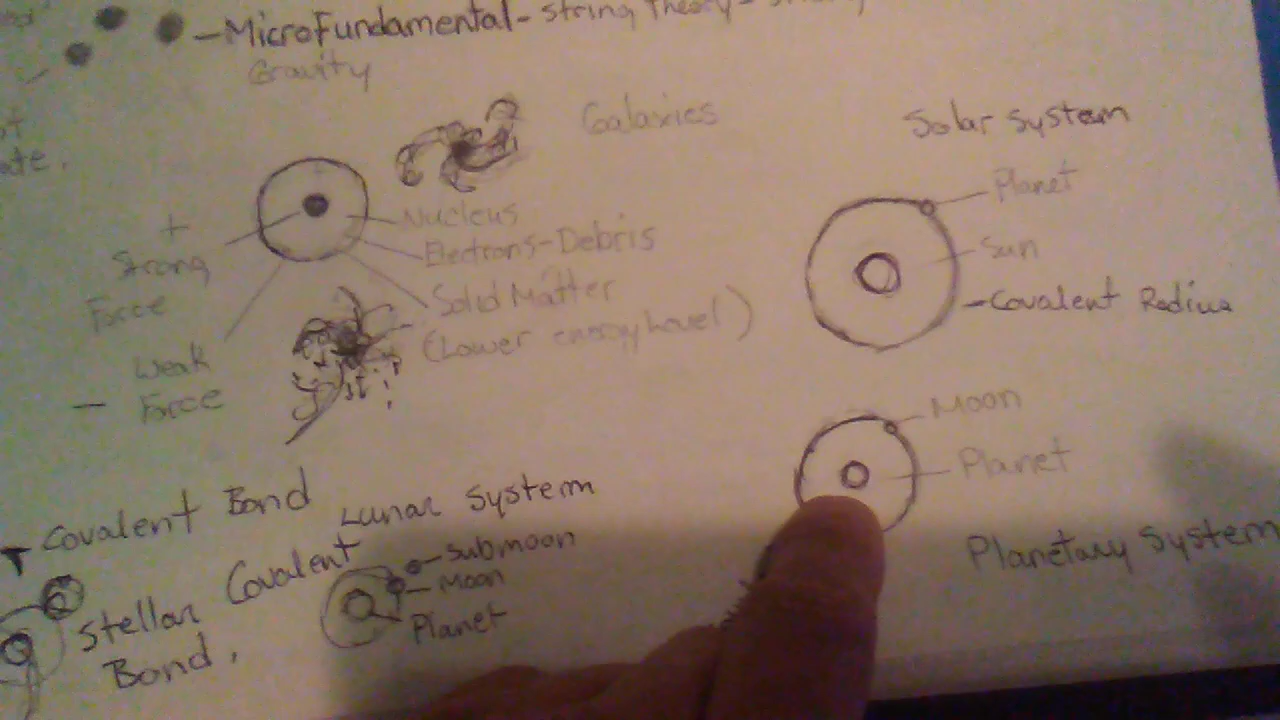 - MicroFundamental - String Theory -
Gravity
Galaxies
Solar System
Planet
Nucleus
+
Electrons-Debris
Sun
Strong
Force
Solid Matter
- Covalent Radius
(Lower energy Level)
Weak
- Force
Moon
Planet
Covalent Bond
Lunar System
Planetary System
Submoon
Moon
Planet
Stellar Covalent
Bond.